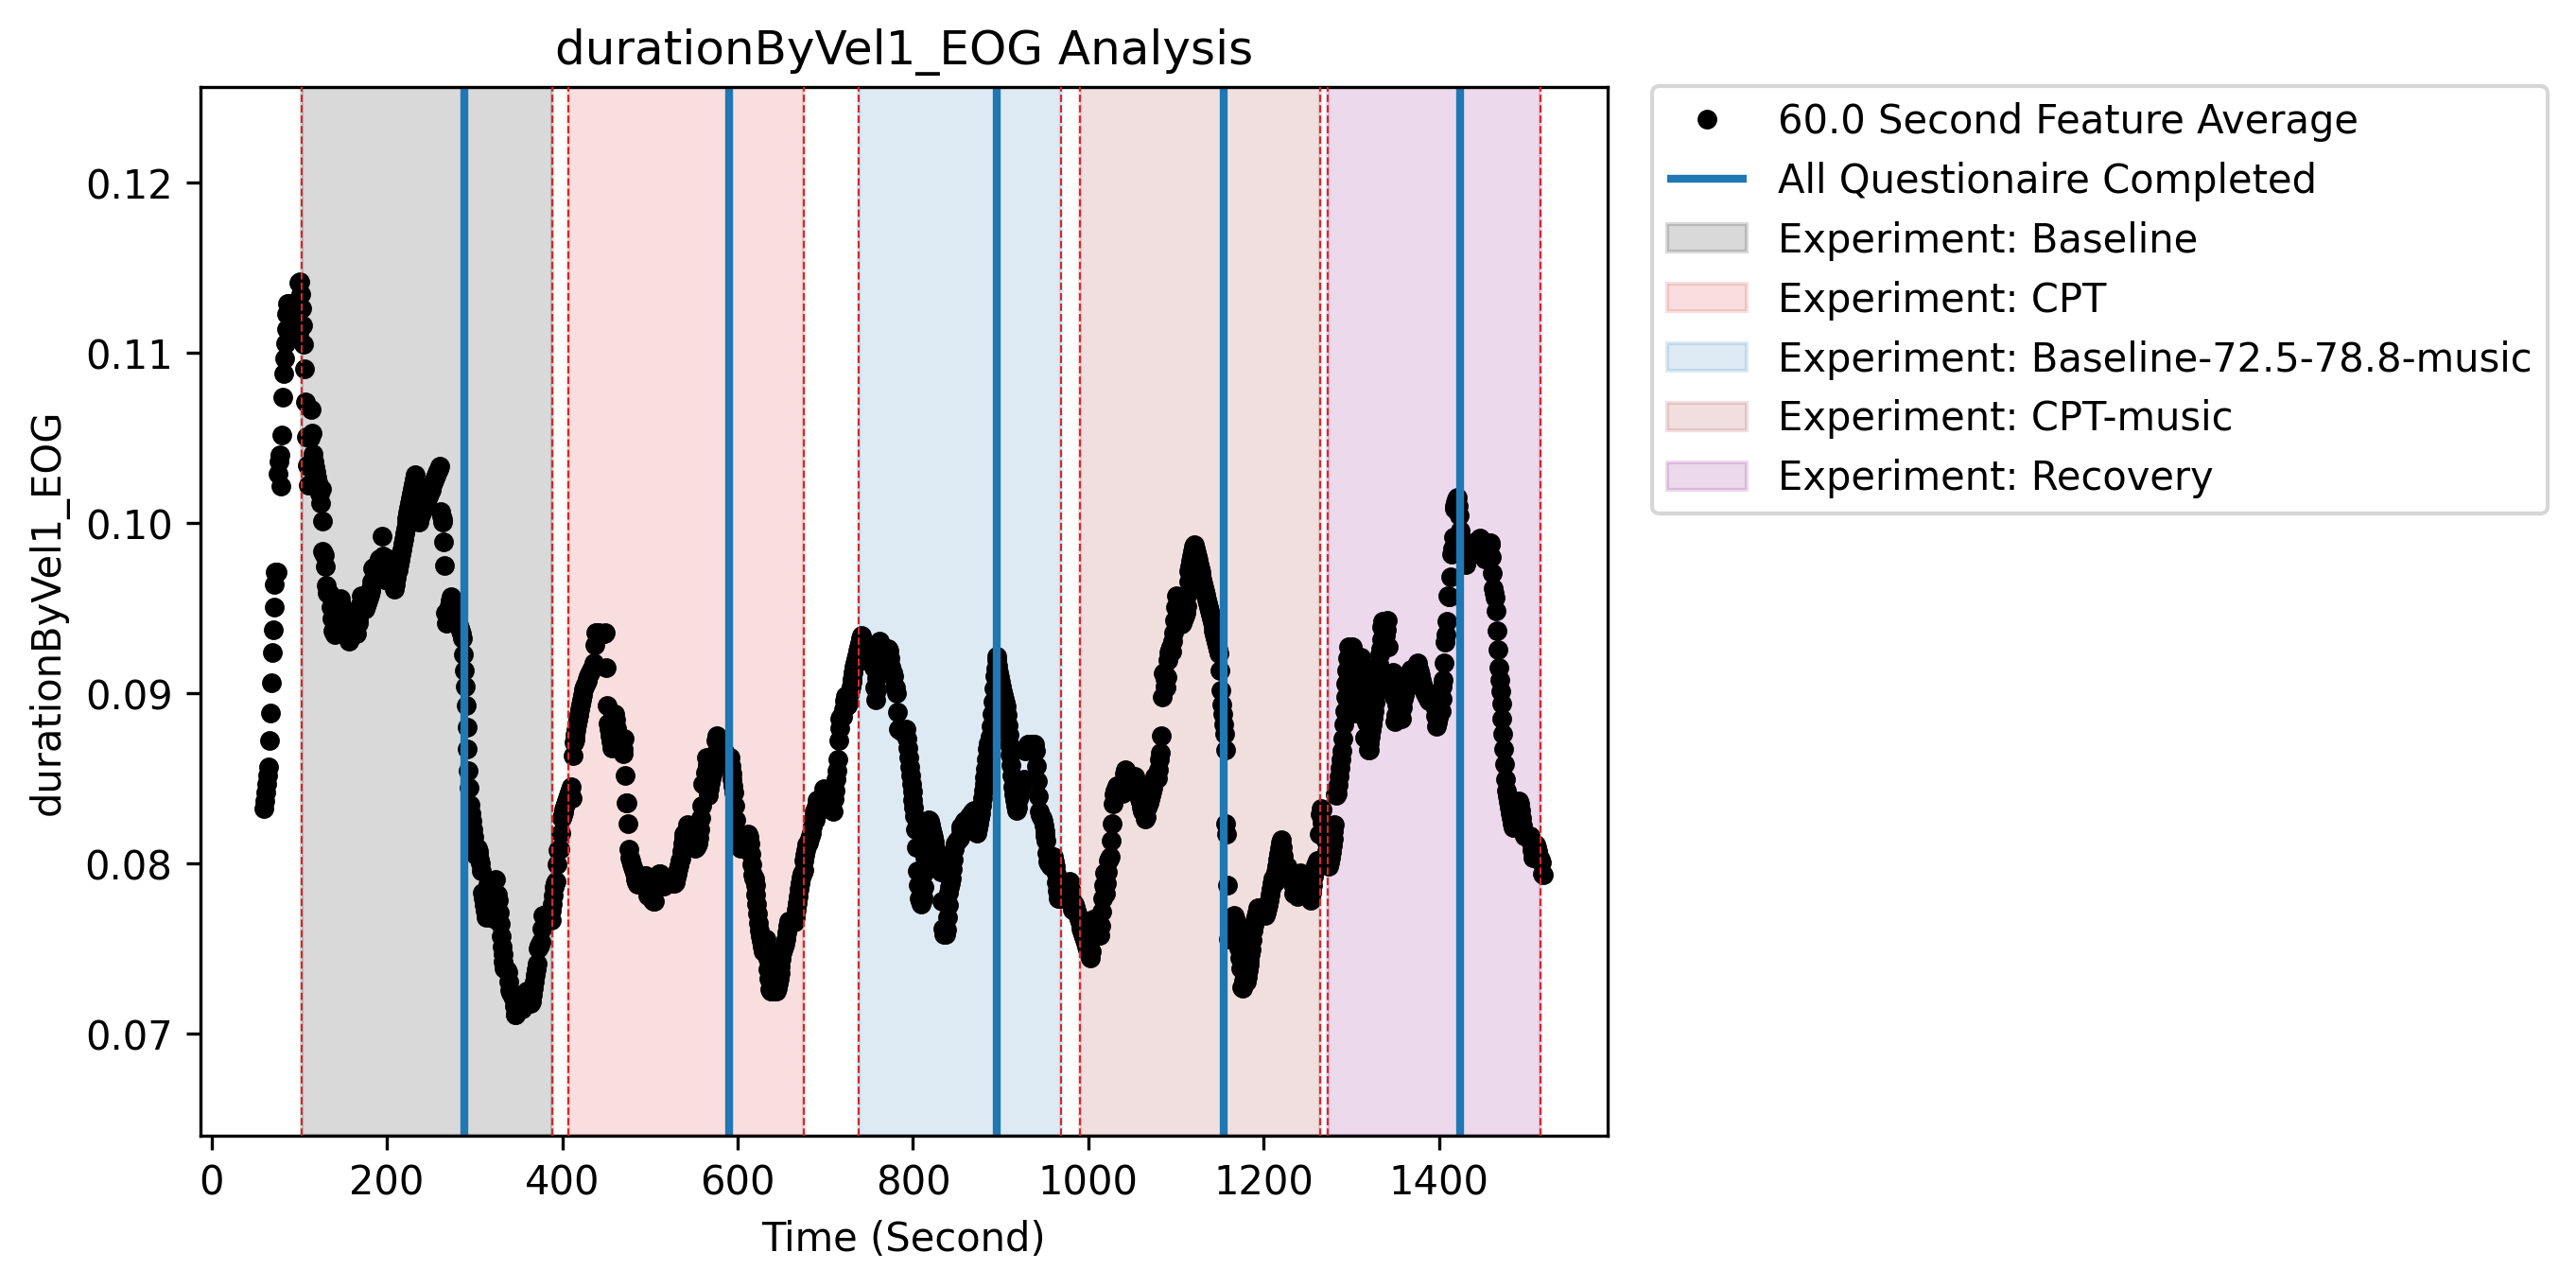 durationByVel1_EOG Analysis
durationByVel1_EOG
0.12
0.11
0.10
0.09
0.08
0.07
0
200
400
600
800
1000
1200
1400
Time (Second)
60.0 Second Feature Average
All Questionaire Completed
Experiment: Baseline
Experiment: CPT
Experiment: Baseline-72.5-78.8-music
Experiment: CPT-music
Experiment: Recovery